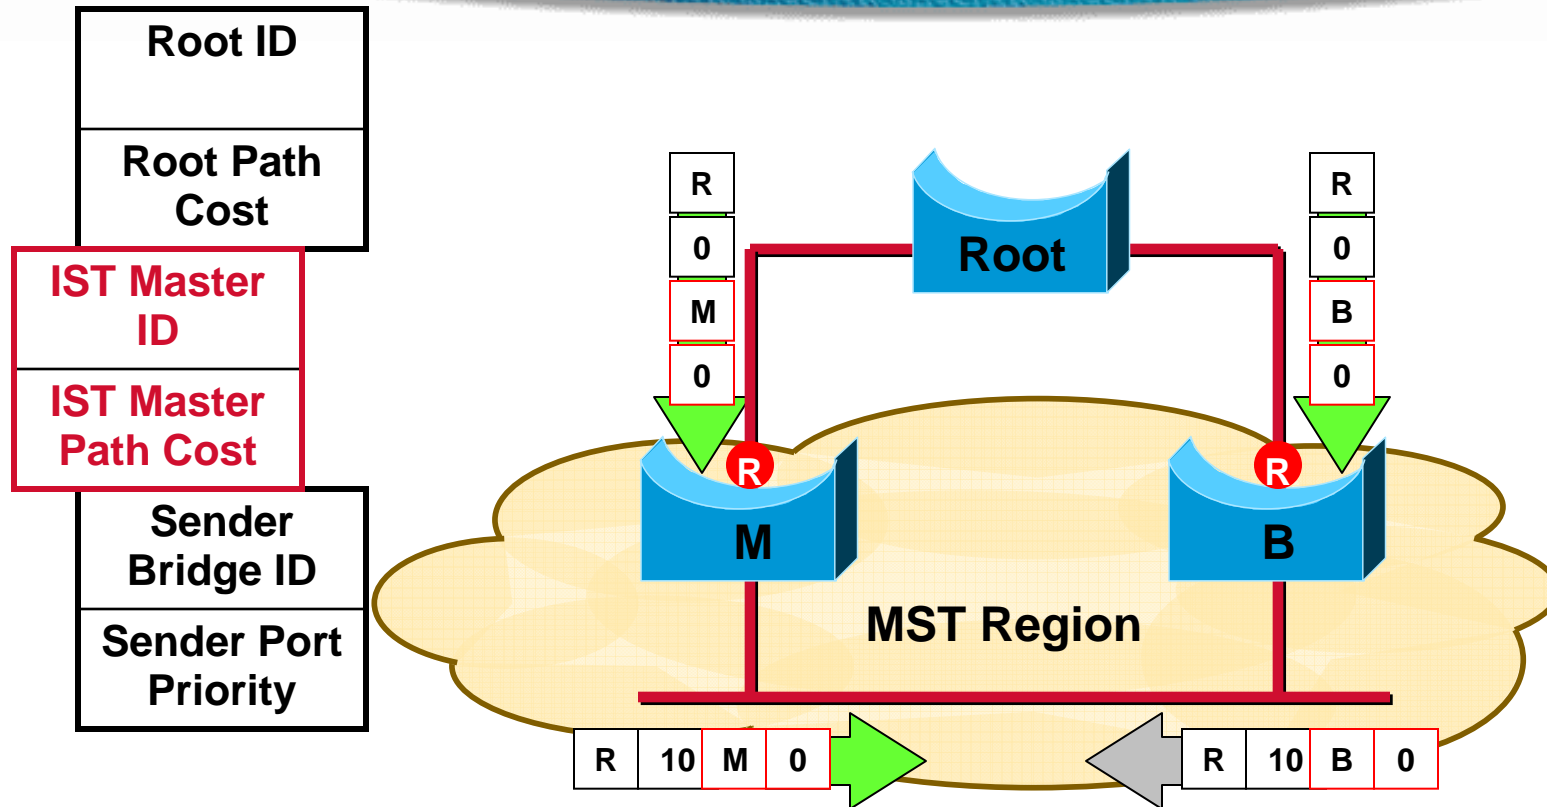 Root ID
Root Path
Cost
IST Master
ID
IST Master
Path Cost
Sender
Bridge ID
Sender Port
Priority
R
0
M
0
Root
R
0
B
0
R
R
M
B
MST Region
R 10 M 0
R 10 B 0